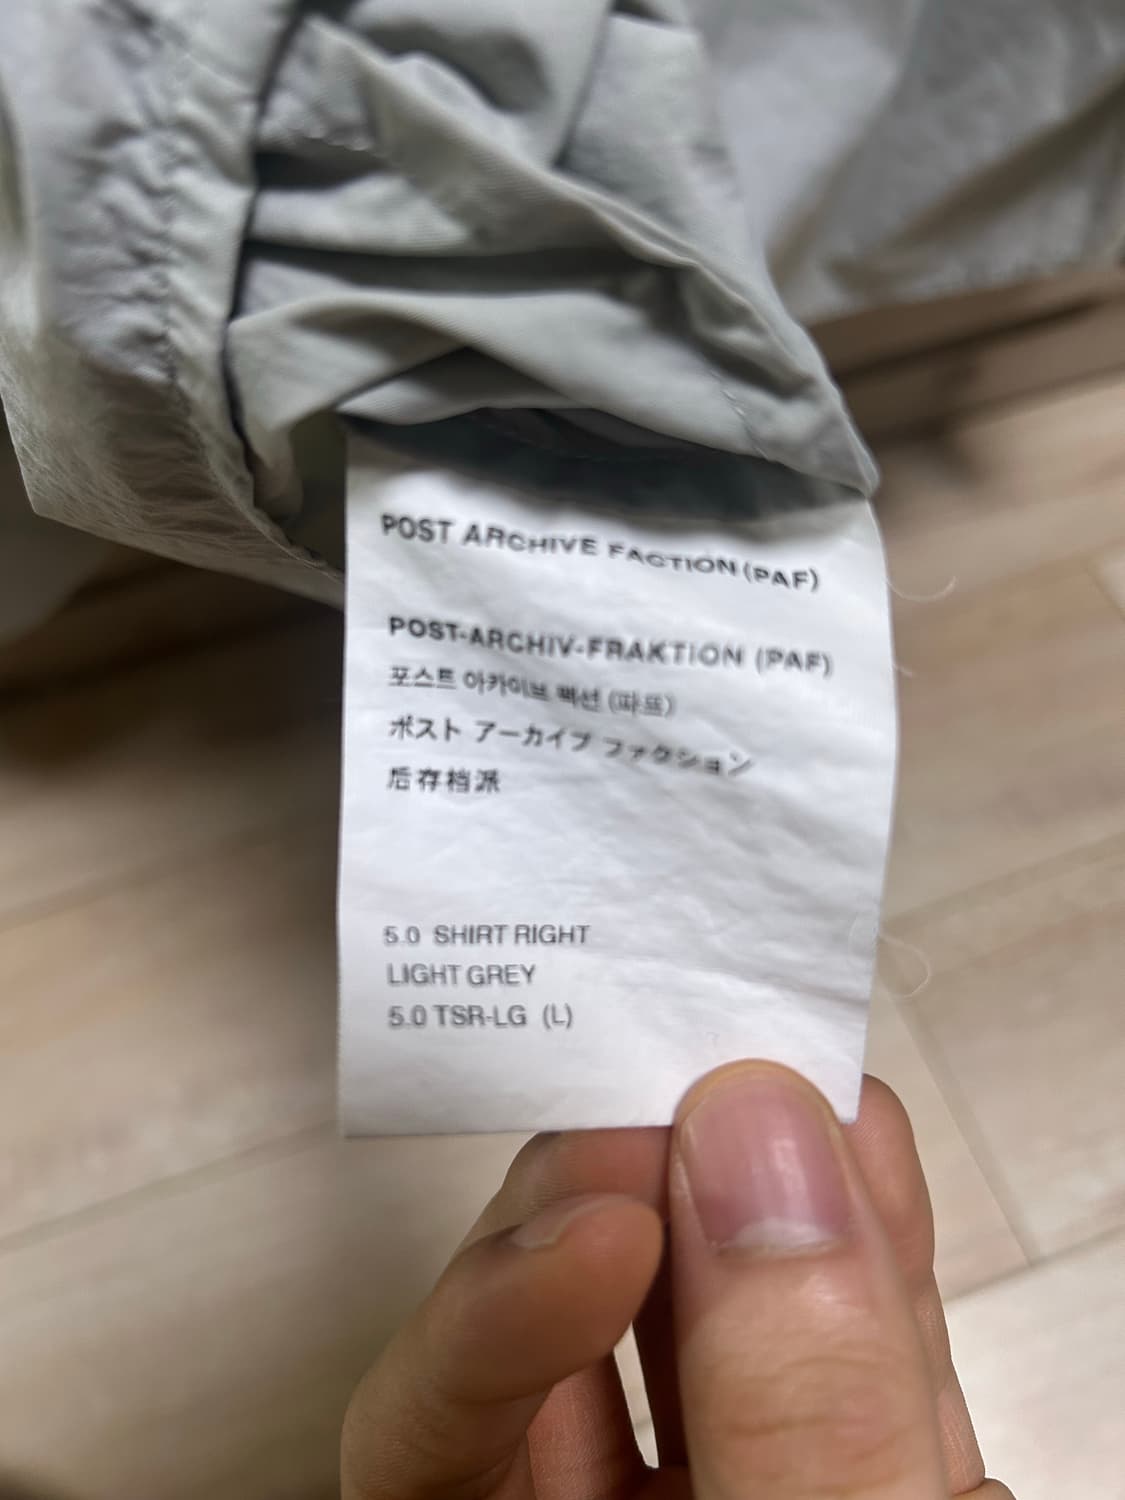 POST ARCHIVE FACTION (PAF)
POST-ARCHIV-FRAKTION (PAF)
포스트 아카이브 팩션 (파프)
ポスト アーカイブ ファクション
后存档派
5.0 SHIRT RIGHT
LIGHT GREY
5.0 TSR-LG (L)